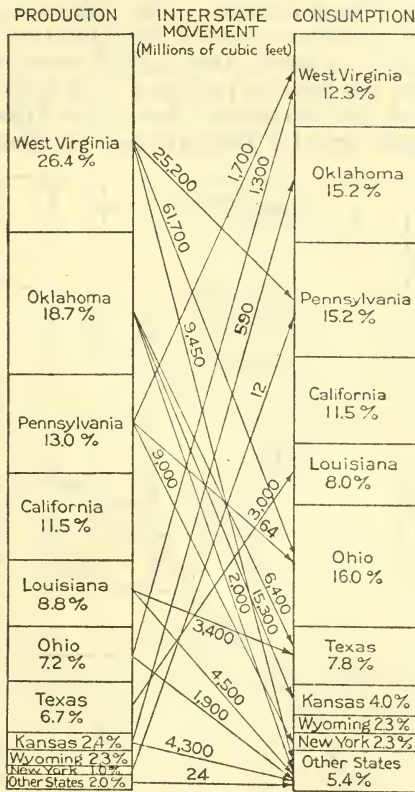 PRODUCTON
INTERSTATE
MOVEMENT
(Millions of cubic feet)
CONSUMPTION
West Virginia
26.4 %
Oklahoma
18.7 %
Pennsylvania
13.0 %
California
11.5 %
Louisiana
8.8 %
Ohio
7.2 %
Texas
6.7 %
Kansas 2.4%
Wyoming 2.3%
New York 1.0%
Other States 2.0%
25,200
1,700
1,300
61,700
590
9,450
12
9,000
3,000
64
6,400
2,000
15,300
3,400
4,500
1,900
4,300
24
West Virginia
12.3%
Oklahoma
15.2 %
Pennsylvania
15.2 %
California
11.5 %
Louisiana
8.0%
Ohio
16.0 %
Texas
7.8 %
Kansas 4.0%
Wyoming 2.3%
New York 2.3%
Other States
5.4 %